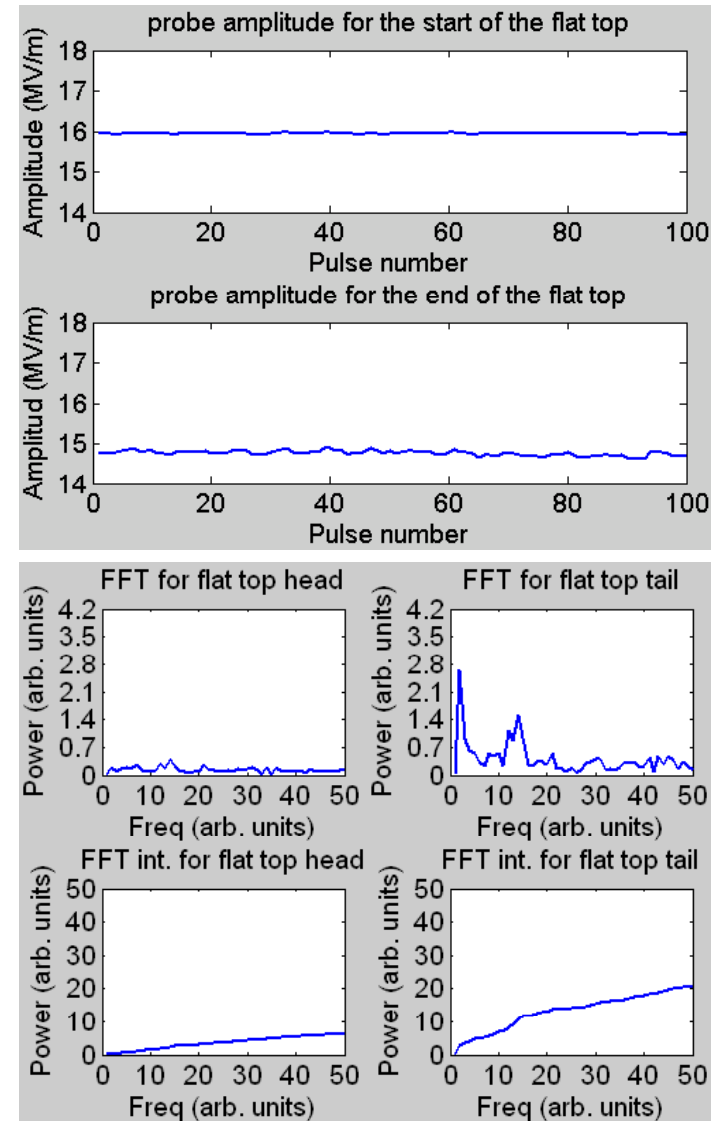 probe amplitude for the start of the flat top
Amplitude (MV/m)
18
17
16
15
14
0 20 40 60 80 100
Pulse number
probe amplitude for the end of the flat top
Amplitud (MV/m)
18
17
16
15
14
0 20 40 60 80 100
Pulse number
FFT for flat top head
Power (arb. units)
4.2
3.5
2.8
2.1
1.4
0.7
0
0 10 20 30 40 50
Freq (arb. units)
FFT for flat top tail
Power (arb. units)
4.2
3.5
2.8
2.1
1.4
0.7
0
0 10 20 30 40 50
Freq (arb. units)
FFT int. for flat top head
Power (arb. units)
50
40
30
20
10
0
0 10 20 30 40 50
Freq (arb. units)
FFT int. for flat top tail
Power (arb. units)
50
40
30
20
10
0
0 10 20 30 40 50
Freq (arb. units)